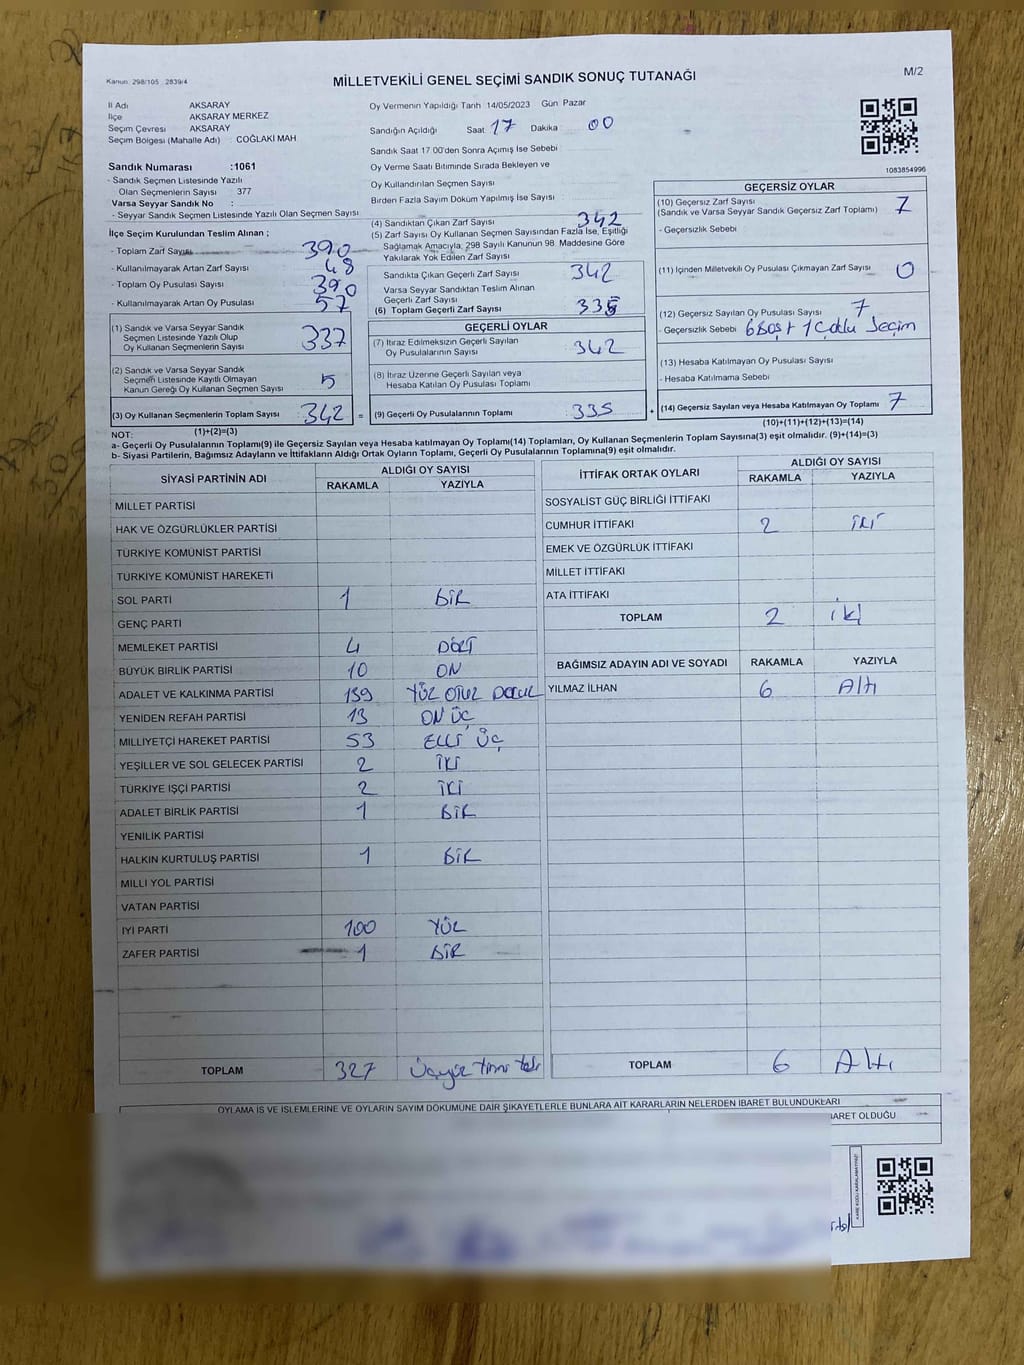 Kanun. 298/105 . 2839/4
MİLLETVEKİLİ GENEL SEÇİMİ SANDIK SONUÇ TUTANAĞI
M/2
İl Adı AKSARAY
İlçe AKSARAY MERKEZ
Seçim Çevresi AKSARAY
Seçim Bölgesi (Mahalle Adı) : COĞLAKI MAH
Sandık Numarası :1061
- Sandık Seçmen Listesinde Yazılı
Olan Seçmenlerin Sayısı : 377
Varsa Seyyar Sandık No :
- Seyyar Sandık Seçmen Listesinde Yazılı Olan Seçmen Sayısı
İlçe Seçim Kurulundan Teslim Alınan ;
- Toplam Zarf Sayısı 390
- Kullanılmayarak Artan Zarf Sayısı 48
- Toplam Oy Pusulası Sayısı 390
- Kullanılmayarak Artan Oy Pusulası 57
(1) Sandık ve Varsa Seyyar Sandık
Seçmen Listesinde Yazılı Olup
Oy Kullanan Seçmenlerin Sayısı 337
(2) Sandık ve Varsa Seyyar Sandık
Seçmen Listesinde Kayıtlı Olmayan
Kanun Gereği Oy Kullanan Seçmen Sayısı 5
(3) Oy Kullanan Seçmenlerin Toplam Sayısı : 342 =
(1)+(2)=(3)
Oy Vermenin Yapıldığı Tarih 14/05/2023 Gün Pazar
Sandığın Açıldığı Saat 17 Dakika 00
Sandık Saat 17 00'den Sonra Açımış İse Sebebi
Oy Verme Saati Bitiminde Sırada Bekleyen ve
Oy Kullandırılan Seçmen Sayısı
Birden Fazla Sayım Döküm Yapılmış İse Sayısı
(4) Sandıktan Çıkan Zarf Sayısı 342
(5) Zarf Sayısı Oy Kullanan Seçmen Sayısından Fazla İse, Eşitliği
Sağlamak Amacıyla, 298 Sayılı Kanunun 98. Maddesine Göre
Yakılarak Yok Edilen Zarf Sayısı
Sandıkta Çıkan Geçerli Zarf Sayısı 342
Varsa Seyyar Sandıktan Teslim Alınan
Geçerli Zarf Sayısı
(6) Toplam Geçerli Zarf Sayısı : 335
GEÇERLİ OYLAR
(7) İtiraz Edilmeksizin Geçerli Sayılan
Oy Pusulalarının Sayısı : 342
(8) İtiraz Üzerine Geçerli Sayılan veya
Hesaba Katılan Oy Pusulası Toplamı
(9) Geçerli Oy Pusulalarının Toplamı : 335 +
1083854996
GEÇERSİZ OYLAR
(10) Geçersiz Zarf Sayısı
(Sandık ve Varsa Seyyar Sandık Geçersiz Zarf Toplamı) 7
- Geçersizlik Sebebi
(11) İçinden Milletvekili Oy Pusulası Çıkmayan Zarf Sayısı 0
(12) Geçersiz Sayılan Oy Pusulası Sayısı 7
- Geçersizlik Sebebi 6 Boş + 1 Çoklu Seçim
(13) Hesaba Katılmayan Oy Pusulası Sayısı
- Hesaba Katılmama Sebebi
(14) Geçersiz Sayılan veya Hesaba Katılmayan Oy Toplamı 7
(10)+(11)+(12)+(13)=(14)
NOT:
a- Geçerli Oy Pusulalarının Toplamı(9) ile Geçersiz Sayılan veya Hesaba katılmayan Oy Toplamı(14) Toplamları, Oy Kullanan Seçmenlerin Toplam Sayısına(3) eşit olmalıdır. (9)+(14)=(3)
b- Siyasi Partilerin, Bağımsız Adayların ve İttifakların Aldığı Ortak Oyların Toplamı, Geçerli Oy Pusulalarının Toplamına(9) eşit olmalıdır.
SİYASİ PARTİNİN ADI ALDIĞI OY SAYISI
RAKAMLA YAZIYLA
MİLLET PARTİSİ
HAK VE ÖZGÜRLÜKLER PARTİSİ
TÜRKİYE KOMÜNİST PARTİSİ
TÜRKİYE KOMÜNİST HAREKETİ
SOL PARTİ 1 BİR
GENÇ PARTİ
MEMLEKET PARTİSİ 4 DÖRT
BÜYÜK BİRLİK PARTİSİ 10 ON
ADALET VE KALKINMA PARTİSİ 139 YÜZ OTUZ DOKUZ
YENİDEN REFAH PARTİSİ 13 ON ÜÇ
MİLLİYETÇİ HAREKET PARTİSİ 53 ELLİ ÜÇ
YEŞİLLER VE SOL GELECEK PARTİSİ 2 İKİ
TÜRKİYE İŞÇİ PARTİSİ 2 İKİ
ADALET BİRLİK PARTİSİ 1 BİR
YENİLİK PARTİSİ
HALKIN KURTULUŞ PARTİSİ 1 BİR
MİLLİ YOL PARTİSİ
VATAN PARTİSİ
İYİ PARTİ 100 YÜZ
ZAFER PARTİSİ 1 BİR
TOPLAM 327 Üçyüz
İTTİFAK ORTAK OYLARI ALDIĞI OY SAYISI
RAKAMLA YAZIYLA
SOSYALİST GÜÇ BİRLİĞİ İTTİFAKI
CUMHUR İTTİFAKI 2 İKİ
EMEK VE ÖZGÜRLÜK İTTİFAKI
MİLLET İTTİFAKI
ATA İTTİFAKI
TOPLAM 2 iki
BAĞIMSIZ ADAYIN ADI VE SOYADI RAKAMLA YAZIYLA
YILMAZ İLHAN 6 Altı
TOPLAM 6 Altı
OYLAMA İŞ VE İŞLEMLERİNE VE OYLARIN SAYIM DÖKÜMÜNE DAİR ŞİKAYETLERLE BUNLARA AİT KARARLARIN NELERDEN İBARET BULUNDUKLARI
İBARET OLDUĞU